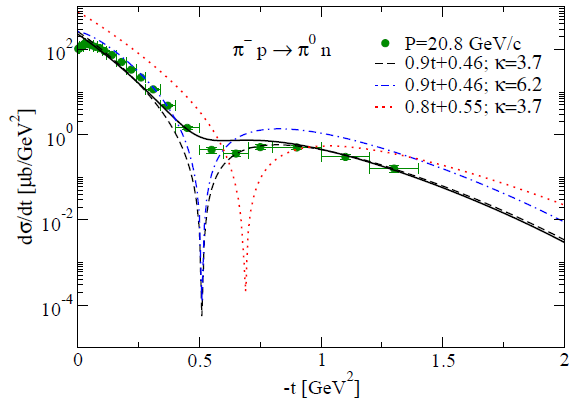 π⁻ p → π⁰ n
P=20.8 GeV/c
0.9t+0.46; κ=3.7
0.9t+0.46; κ=6.2
0.8t+0.55; κ=3.7
dσ/dt [μb/GeV²]
10²
10⁰
10⁻²
10⁻⁴
0 0.5 1 1.5 2
-t [GeV²]